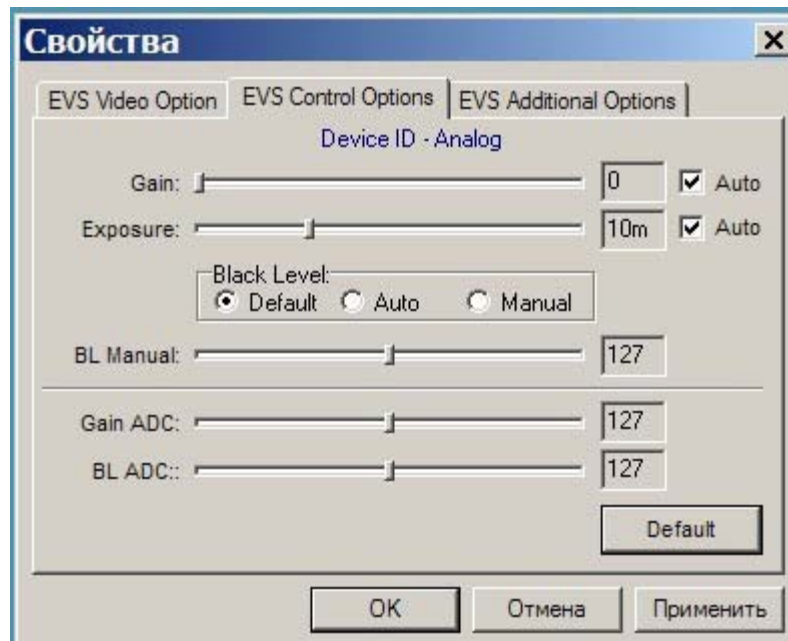 Свойства
EVS Video Option EVS Control Options EVS Additional Options
Device ID - Analog
Gain: 0 Auto
Exposure: 10m Auto
Black Level:
Default Auto Manual
BL Manual: 127
Gain ADC: 127
BL ADC:: 127
Default
OK Отмена Применить